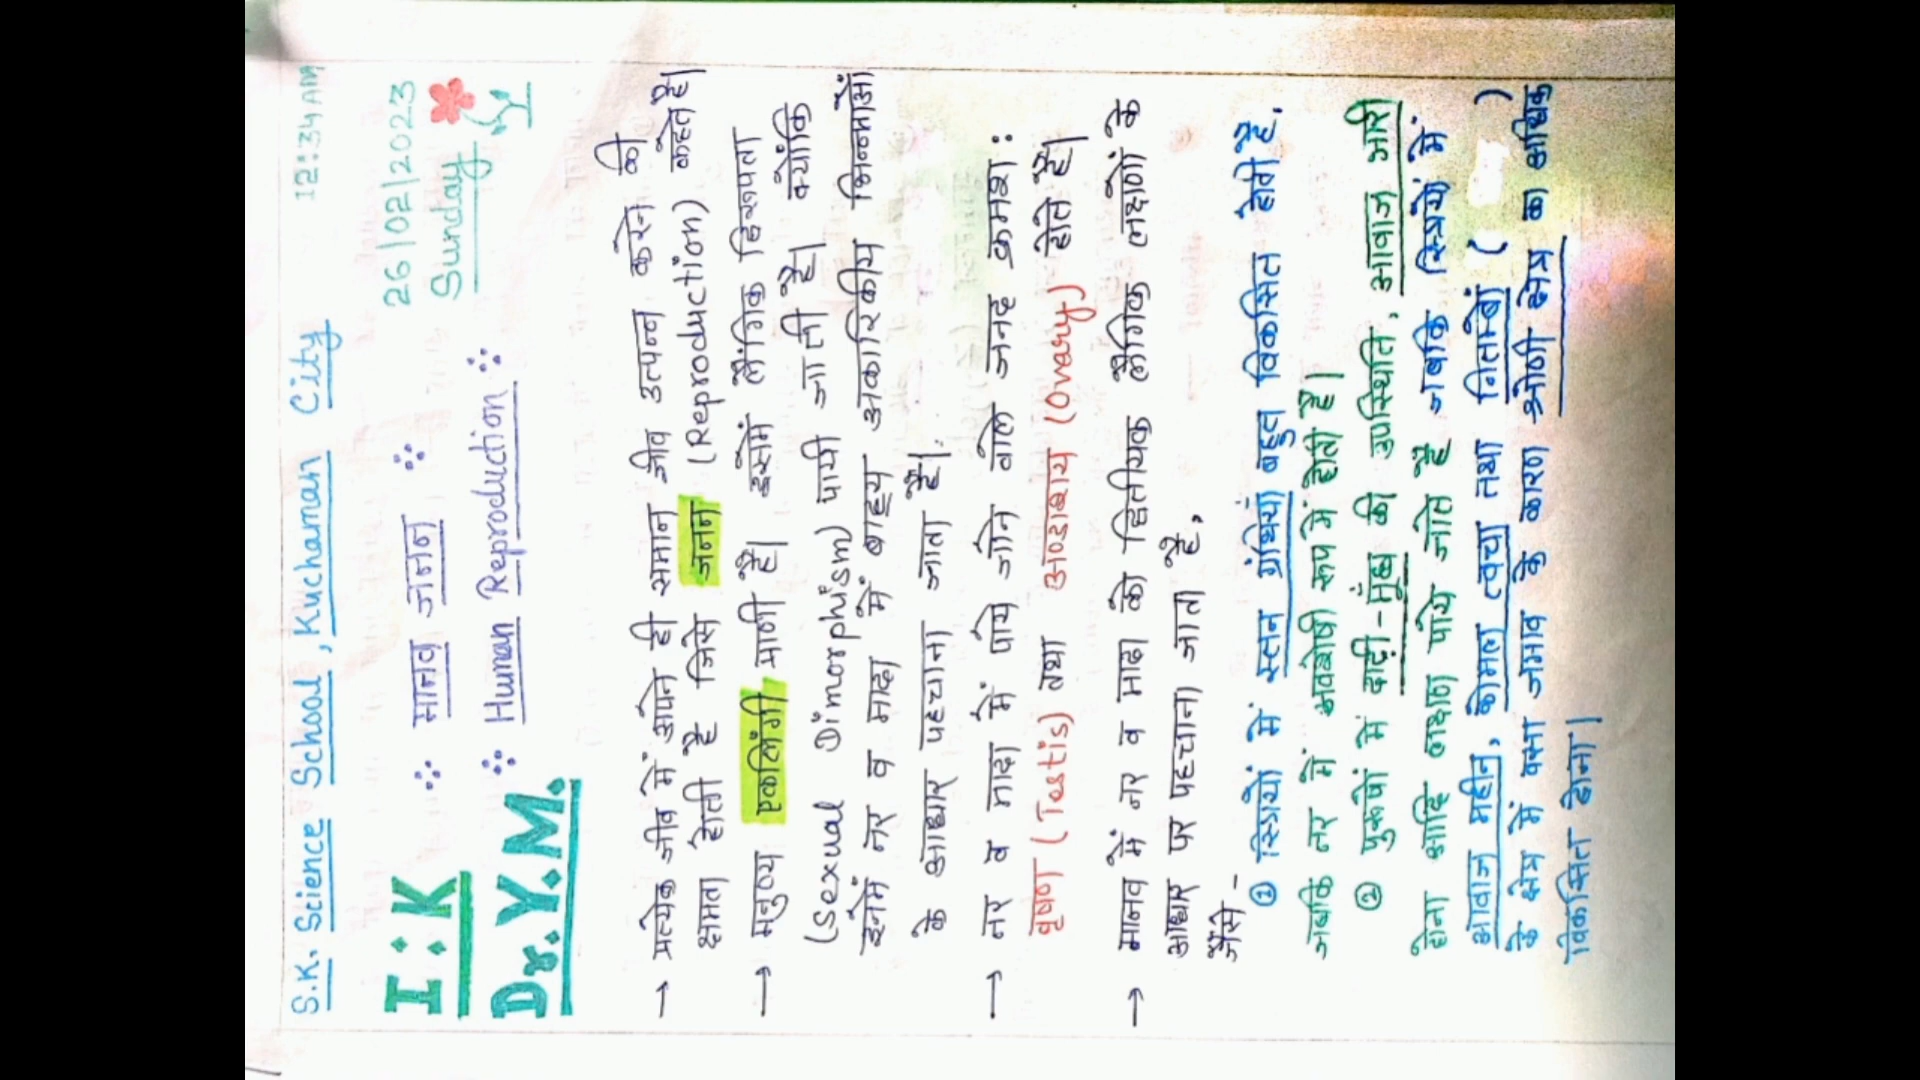 S.K. Science School, Kuchaman City 12:34 AM
I:K ∴ मानव जनन ∴ 26/02/2023
Sunday
Dr.Y.M. ∴ Human Reproduction ∴
→ प्रत्येक जीव में अपने ही समान जीव उत्पन्न करने की
क्षमता होती है जिसे जनन (Reproduction) कहते है।
→ मनुष्य एकलिंगी प्राणी है। इसमें लैंगिक द्विरूपता
(Sexual Dimorphism) पायी जाती है। क्योंकि
इनमें नर व मादा में बाह्य अकारिकीय भिन्नताओं
के आधार पहचाना जाता है।
→ नर व मादा में पाये जाने वाले जनद क्रमश:
वृषण (Testis) तथा अण्डाशय (Ovary) होते है।
→ मानव में नर व मादा को द्वितीयक लैंगिक लक्षणों के
आधार पर पहचाना जाता है,
जैसे -
① स्त्रियों में स्तन ग्रंथियाँ बहुत विकसित होती है,
जबकि नर में अवशेषी रूप में होती है।
② पुरूषों में दाढ़ी-मूँछ की उपस्थिति, आवाज भारी
होना आदि लक्षण पाये जाते है जबकि स्त्रियों में
आवाज महीन, कोमल त्वचा तथा नितम्बों ( )
के क्षेत्र में वसा जमाव के कारण श्रोणी क्षेत्र का अधिक
विकसित होना।